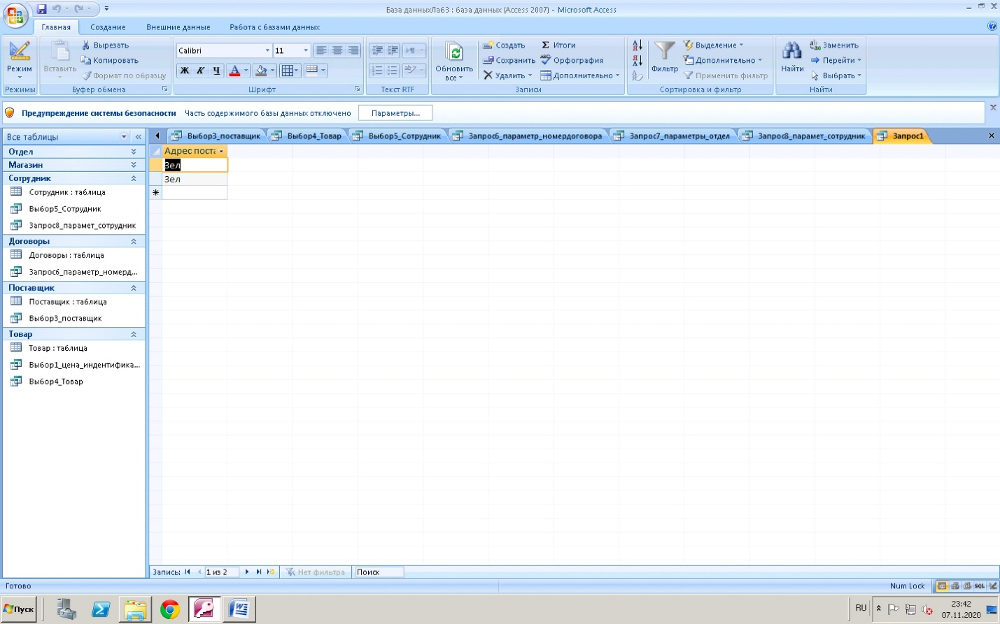 База данныхЛаб3 : база данных (Access 2007) - Microsoft Access
Главная Создание Внешние данные Работа с базами данных
Режим
Режимы
Вставить
Вырезать
Копировать
Формат по образцу
Буфер обмена
Calibri 11
Ж К Ч А
Шрифт
Текст RTF
Обновить все
Создать
Сохранить
Удалить
Итоги
Орфография
Дополнительно
Записи
Фильтр
Выделение
Дополнительно
Применить фильтр
Сортировка и фильтр
Найти
Заменить
Перейти
Выбрать
Найти
Предупреждение системы безопасности Часть содержимого базы данных отключено Параметры...
Все таблицы
Отдел
Магазин
Сотрудник
Сотрудник : таблица
Выбор5_Сотрудник
Запрос8_парамет_сотрудник
Договоры
Договоры : таблица
Запрос6_параметр_номерд...
Поставщик
Поставщик : таблица
Выбор3_поставщик
Товар
Товар : таблица
Выбор1_цена_индентифика...
Выбор4_Товар
Выбор3_поставщик Выбор4_Товар Выбор5_Сотрудник Запрос6_параметр_номердоговора Запрос7_параметры_отдел Запрос8_парамет_сотрудник Запрос1
Адрес поста
Зел
Зел
Запись: 1 из 2 Нет фильтра Поиск
Готово
Num Lock
SQL
Пуск
RU
23:42
07.11.2020